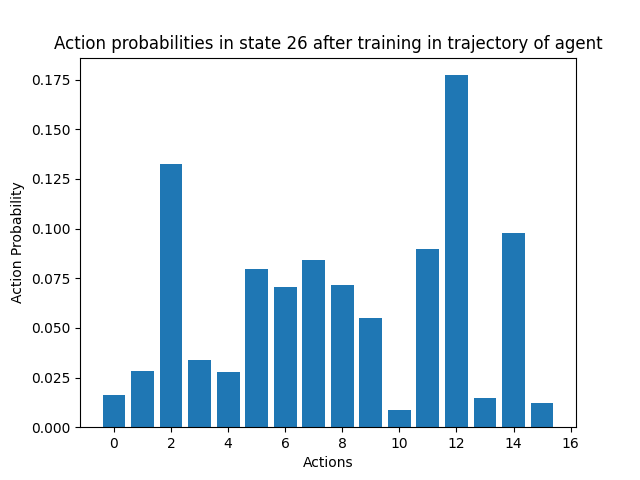 Action probabilities in state 26 after training in trajectory of agent
0.175
0.150
0.125
0.100
0.075
0.050
0.025
0.000
Action Probability
0 2 4 6 8 10 12 14 16
Actions